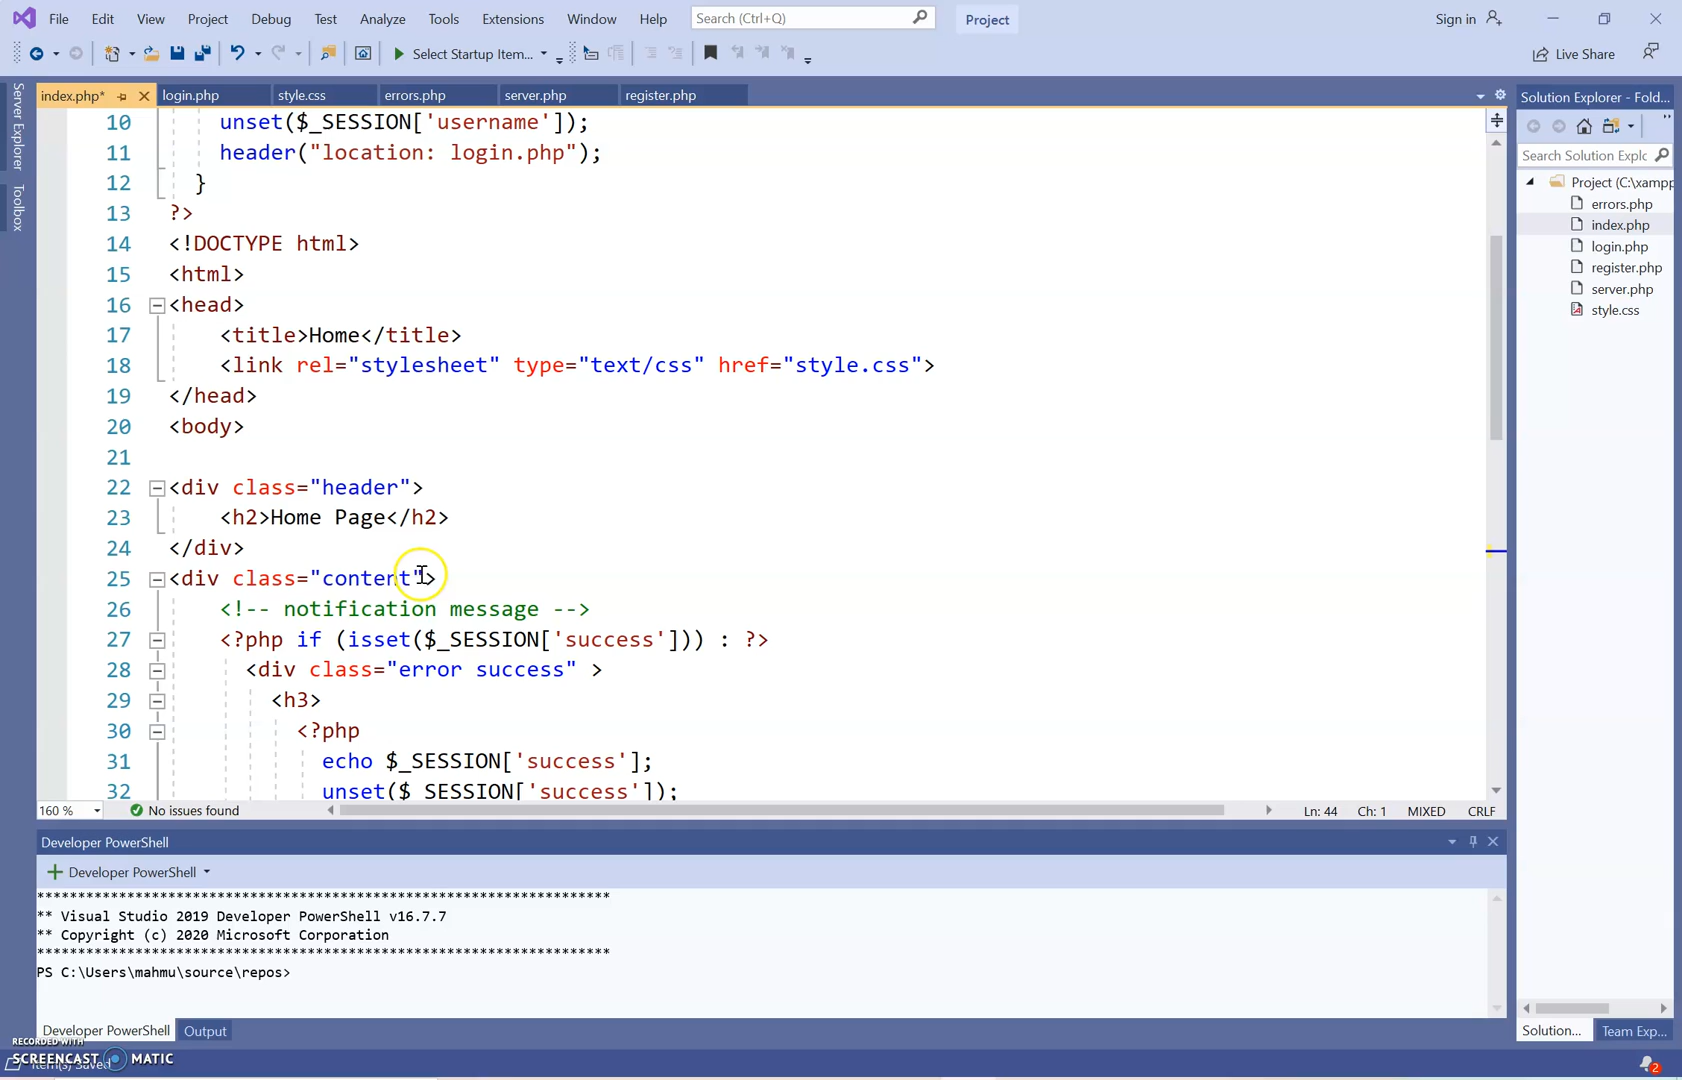 File Edit View Project Debug Test Analyze Tools Extensions Window Help Search (Ctrl+Q) Project Sign in
Select Startup Item... Live Share
Server Explorer
Toolbox
index.php* login.php style.css errors.php server.php register.php
10 unset($_SESSION['username']);
11 header("location: login.php");
12 }
13 ?>
14 <!DOCTYPE html>
15 <html>
16 <head>
17 <title>Home</title>
18 <link rel="stylesheet" type="text/css" href="style.css">
19 </head>
20 <body>
21
22 <div class="header">
23 <h2>Home Page</h2>
24 </div>
25 <div class="content">
26 <!-- notification message -->
27 <?php if (isset($_SESSION['success'])) : ?>
28 <div class="error success" >
29 <h3>
30 <?php
31 echo $_SESSION['success'];
32 unset($_SESSION['success']);
160 % No issues found Ln: 44 Ch: 1 MIXED CRLF
Solution Explorer - Fold...
Search Solution Explo
Project (C:\xampp
errors.php
index.php
login.php
register.php
server.php
style.css
Developer PowerShell
Developer PowerShell
**********************************************************************
** Visual Studio 2019 Developer PowerShell v16.7.7
** Copyright (c) 2020 Microsoft Corporation
**********************************************************************
PS C:\Users\mahmu\source\repos>
Developer PowerShell Output
Solution... Team Exp...
RECORDED WITH
SCREENCAST MATIC
Item(s) Saved
2